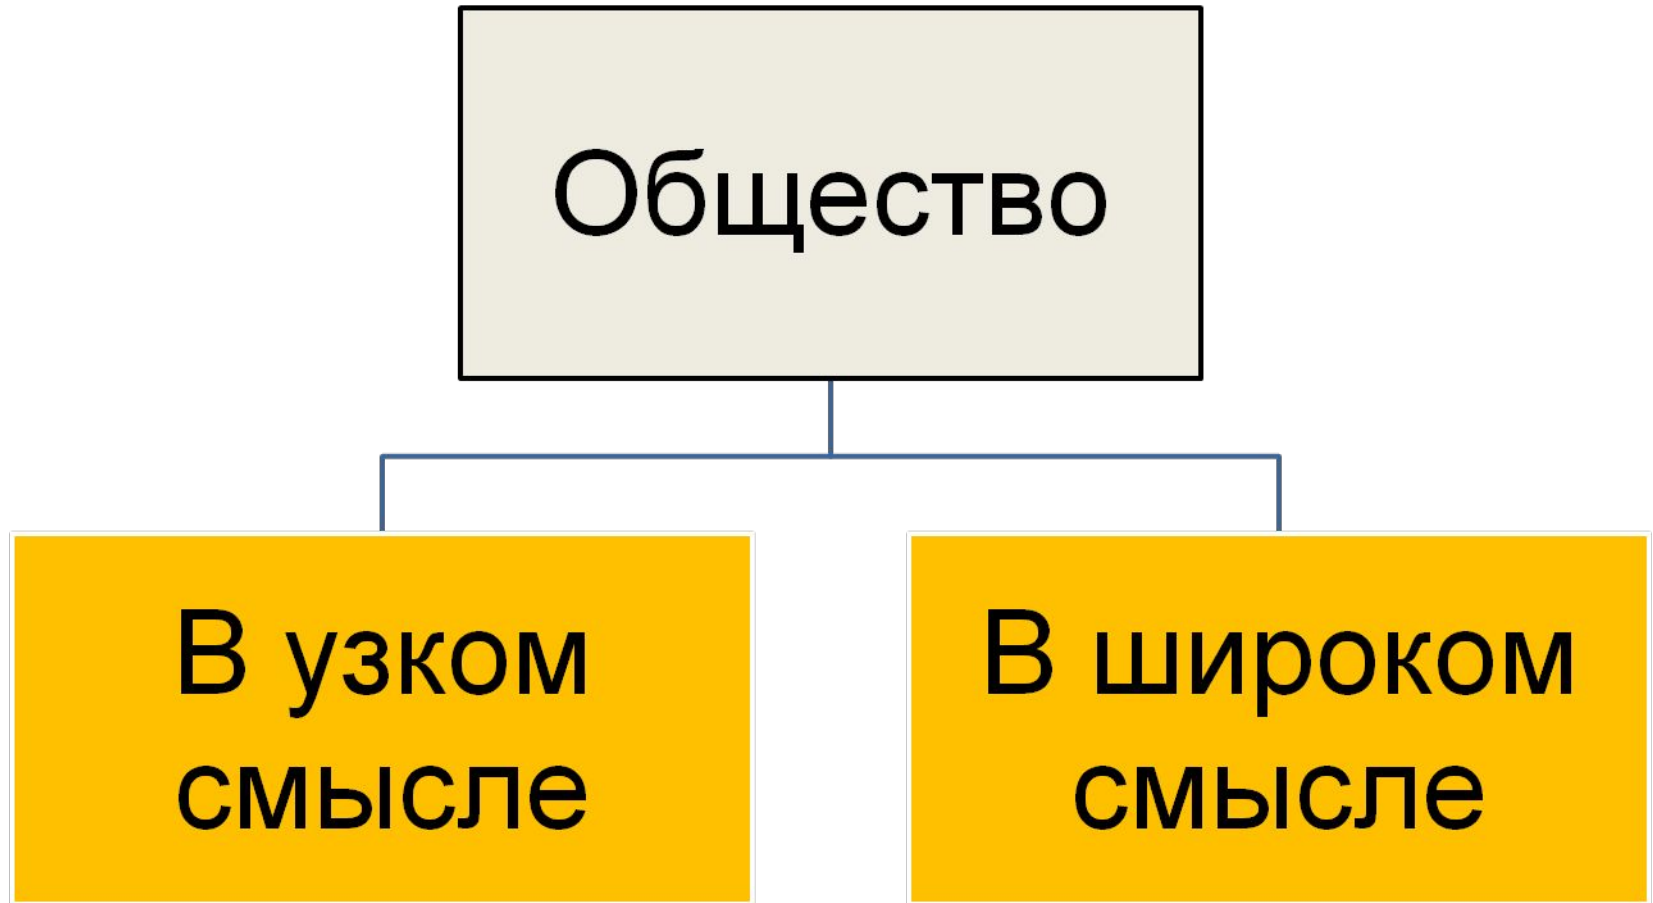 Общество
В узком
смысле
В широком
смысле